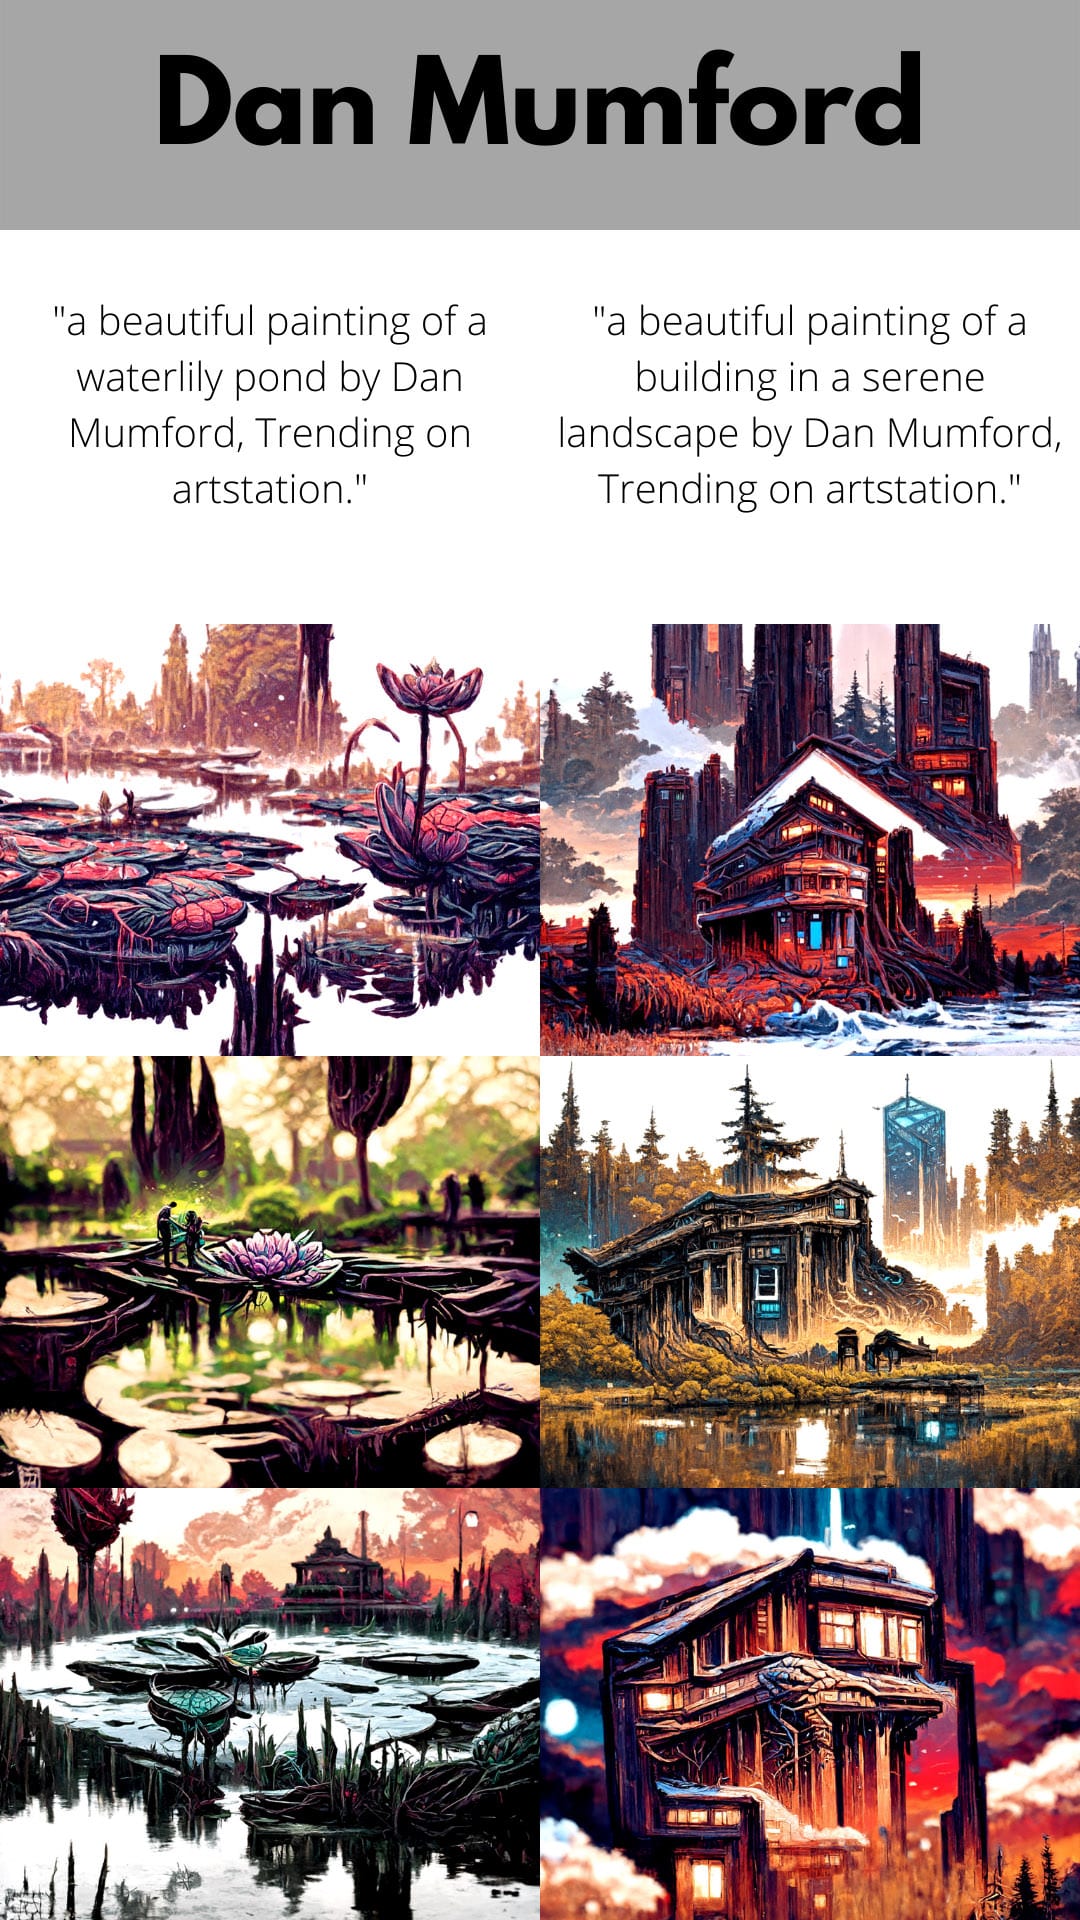 Dan Mumford
"a beautiful painting of a
waterlily pond by Dan
Mumford, Trending on
artstation."
"a beautiful painting of a
building in a serene
landscape by Dan Mumford,
Trending on artstation."